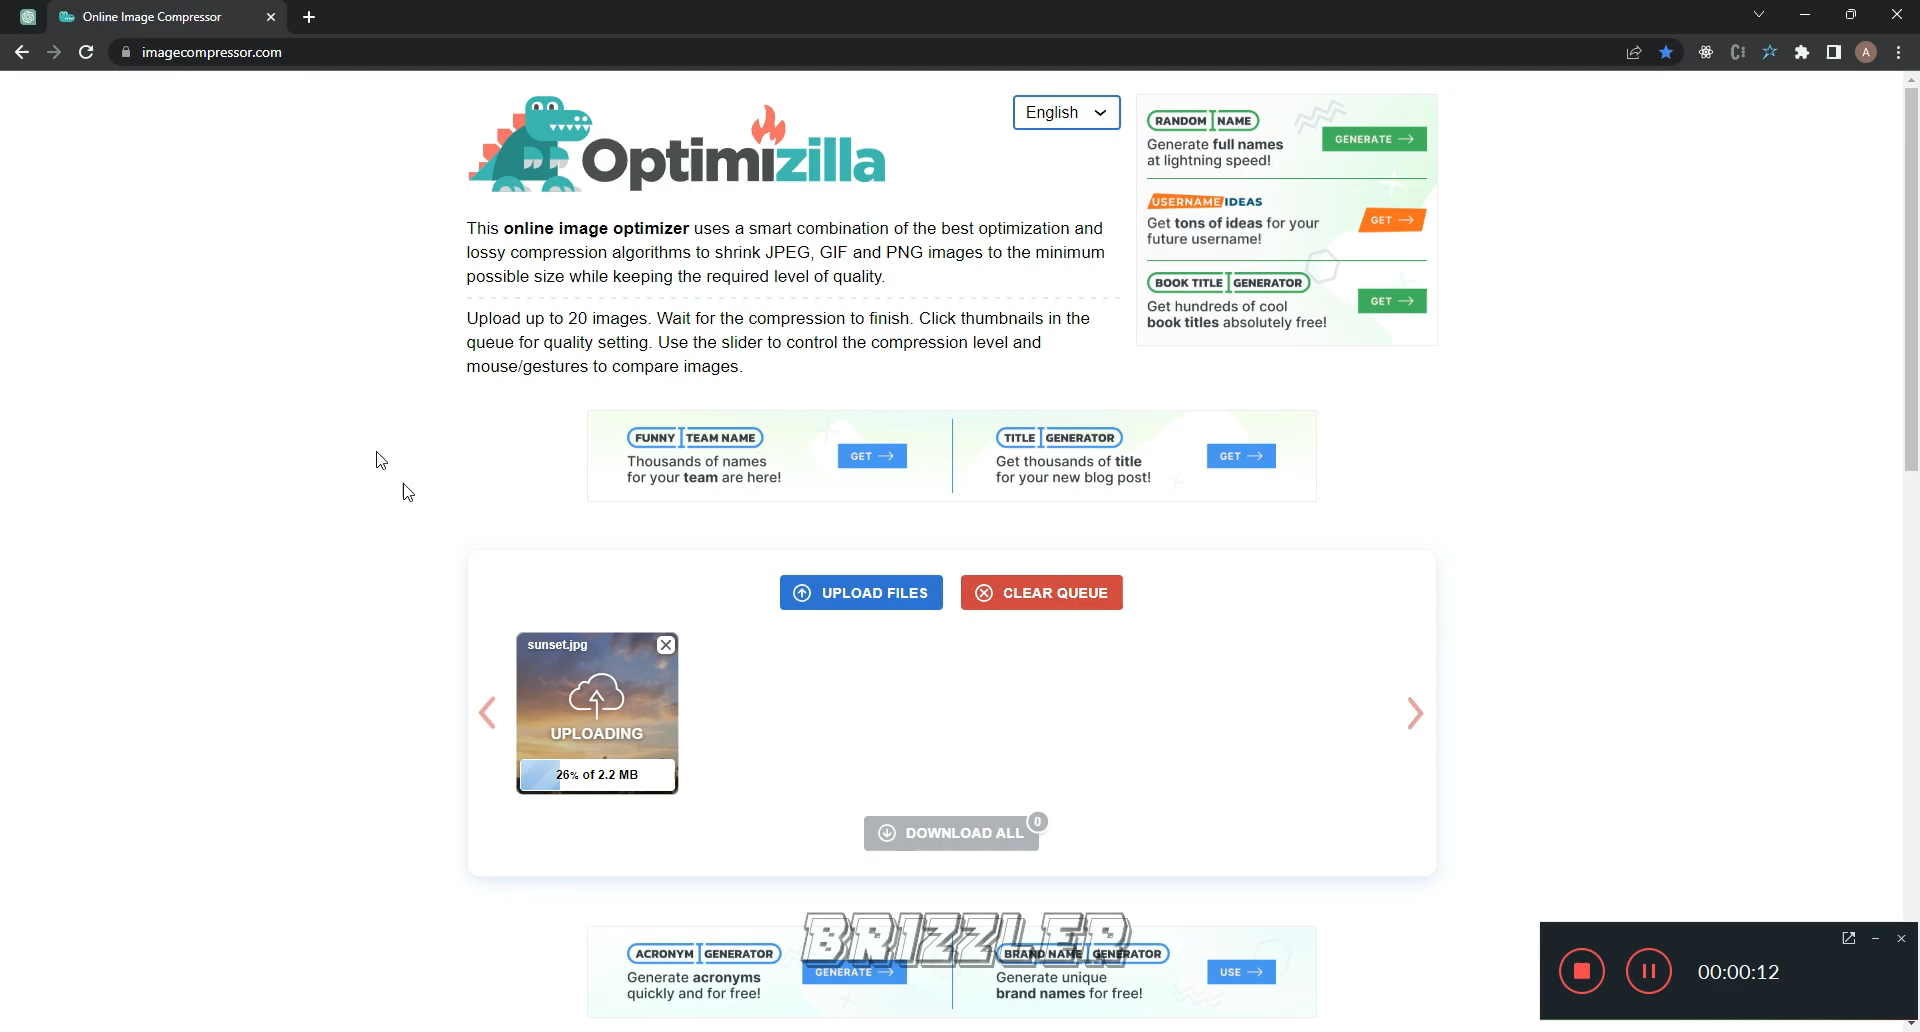 Online Image Compressor
imagecompressor.com
A
Optimizilla
English
This online image optimizer uses a smart combination of the best optimization and
lossy compression algorithms to shrink JPEG, GIF and PNG images to the minimum
possible size while keeping the required level of quality.
Upload up to 20 images. Wait for the compression to finish. Click thumbnails in the
queue for quality setting. Use the slider to control the compression level and
mouse/gestures to compare images.
RANDOM NAME
Generate full names
at lightning speed!
GENERATE
USERNAME IDEAS
Get tons of ideas for your
future username!
GET
BOOK TITLE GENERATOR
Get hundreds of cool
book titles absolutely free!
GET
FUNNY TEAM NAME
Thousands of names
for your team are here!
GET
TITLE GENERATOR
Get thousands of title
for your new blog post!
GET
UPLOAD FILES
CLEAR QUEUE
sunset.jpg
UPLOADING
26% of 2.2 MB
DOWNLOAD ALL
0
BRIZZLER
ACRONYM GENERATOR
Generate acronyms
quickly and for free!
GENERATE
BRAND NAME GENERATOR
Generate unique
brand names for free!
USE
00:00:12